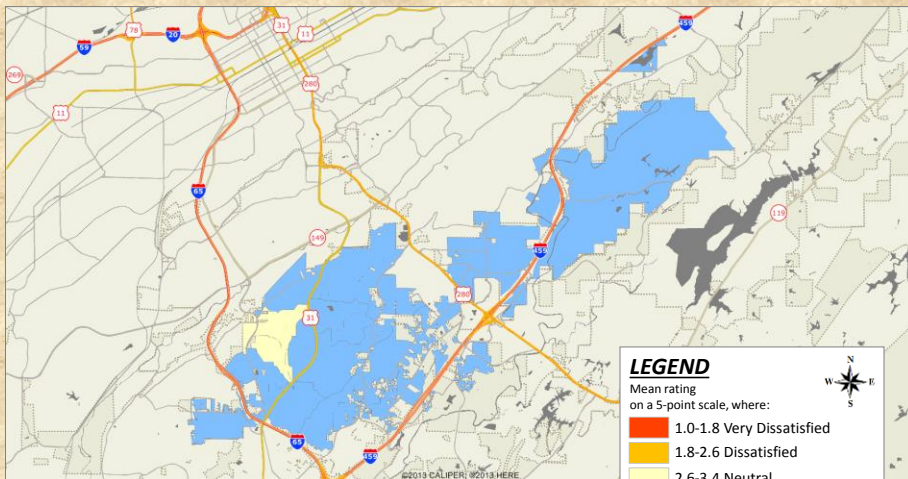 78
59
20
31
11
459
269
280
11
65
119
149
459
280
31
LEGEND
N
W E
S
Mean rating
on a 5-point scale, where:
1.0-1.8 Very Dissatisfied
1.8-2.6 Dissatisfied
2.6-3.4 Neutral
65
459
©2013 CALIPER; ©2013 HERE